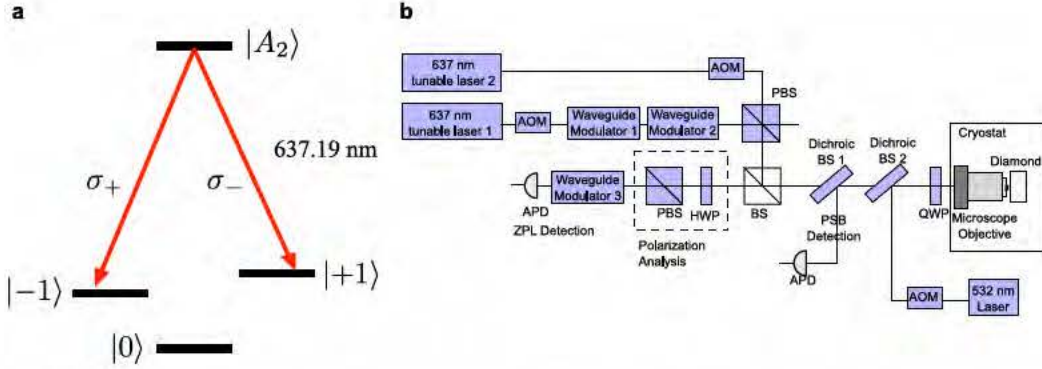 a
|A₂⟩
637.19 nm
σ₊
σ₋
|−1⟩
|+1⟩
|0⟩
b
637 nm
tunable laser 2
AOM
PBS
637 nm
tunable laser 1
AOM
Waveguide
Modulator 1
Waveguide
Modulator 2
Dichroic
BS 1
Dichroic
BS 2
Cryostat
Diamond
APD
Waveguide
Modulator 3
PBS
HWP
BS
PSB
Detection
QWP
Microscope
Objective
ZPL Detection
Polarization
Analysis
APD
AOM
532 nm
Laser